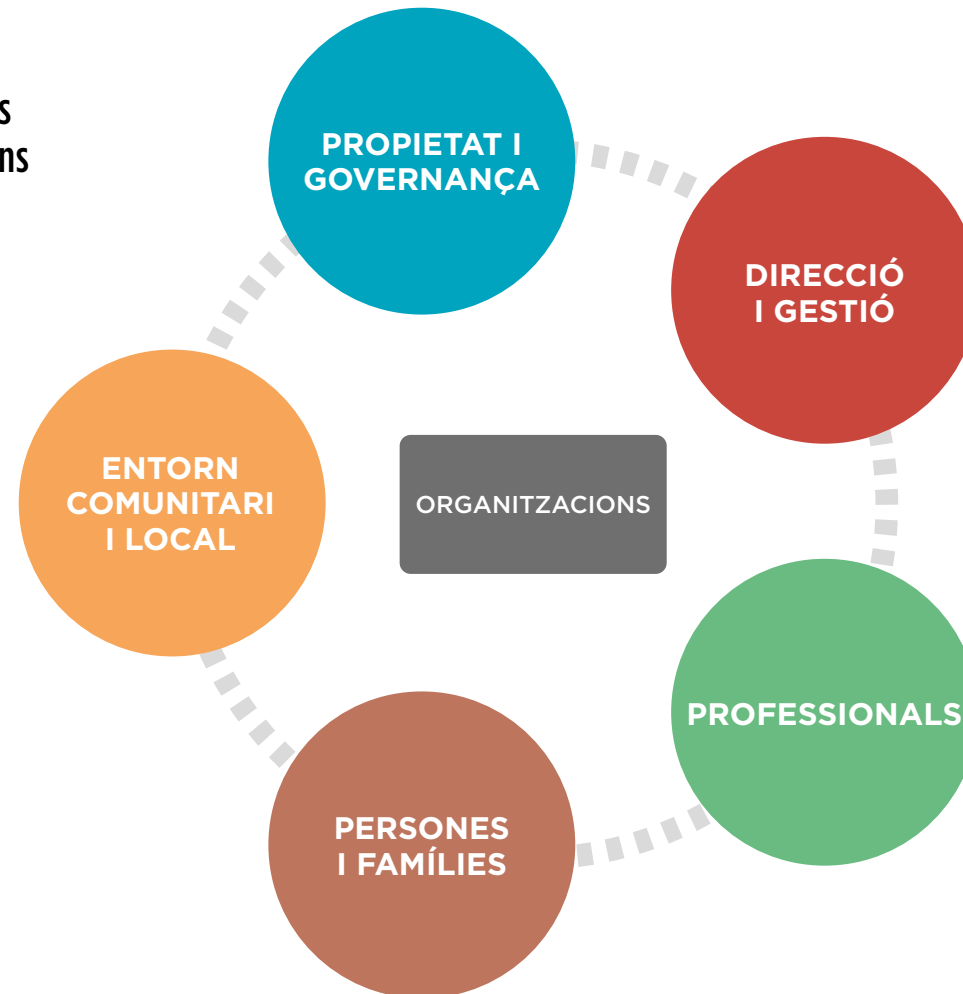 PROPIETAT I
GOVERNANÇA
DIRECCIÓ
I GESTIÓ
ENTORN
COMUNITARI
I LOCAL
ORGANITZACIONS
PROFESSIONALS
PERSONES
I FAMÍLIES